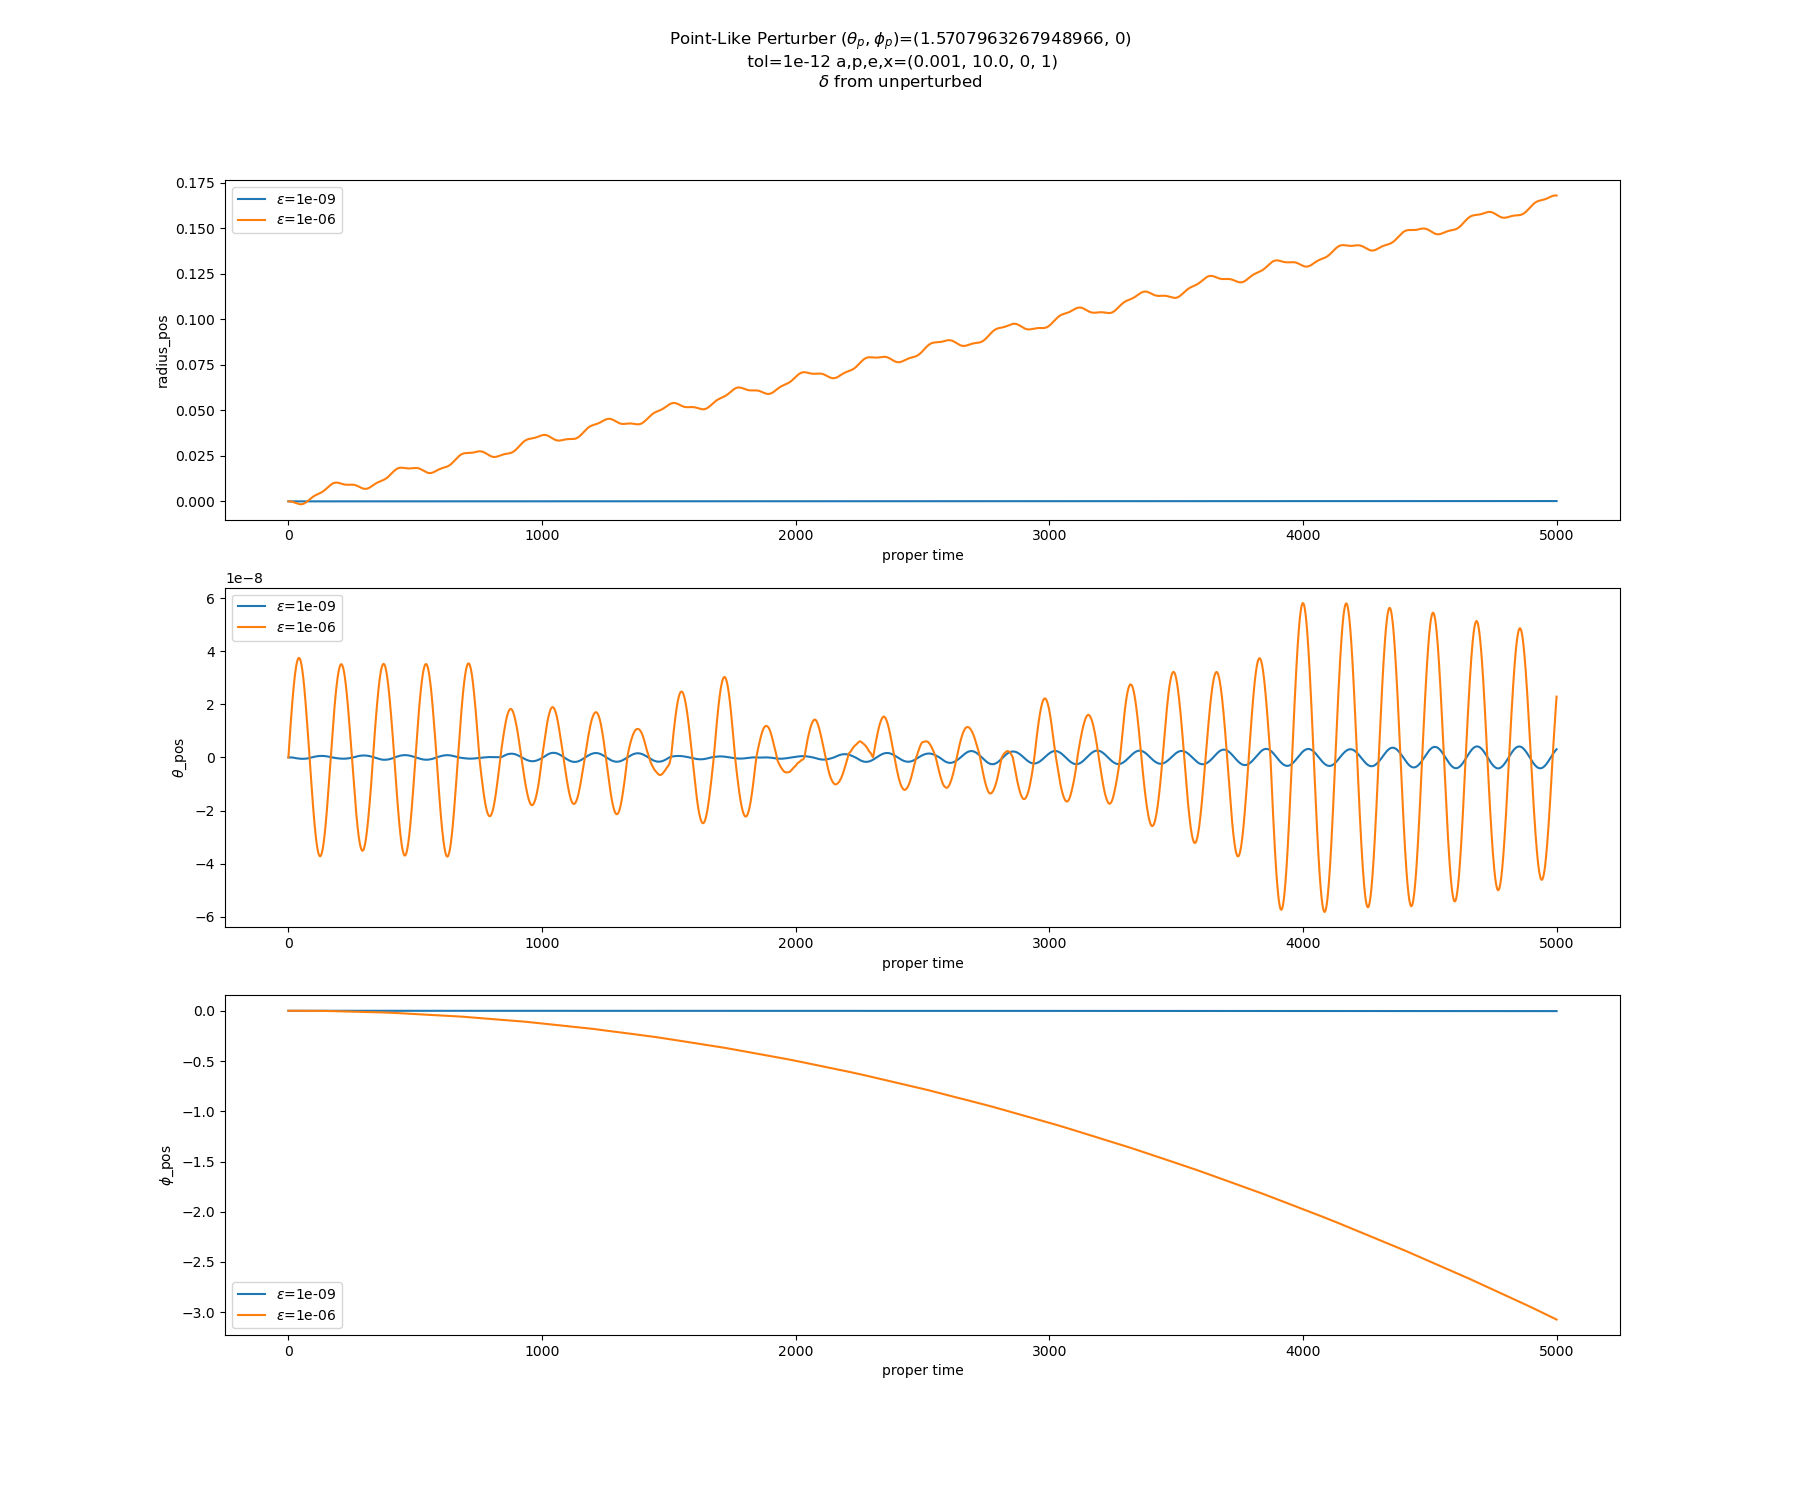 Point-Like Perturber (θₚ, ϕₚ)=(1.5707963267948966, 0)
tol=1e-12 a,p,e,x=(0.001, 10.0, 0, 1)
δ from unperturbed
radius_pos
0.175
0.150
0.125
0.100
0.075
0.050
0.025
0.000
ε=1e-09
ε=1e-06
0 1000 2000 3000 4000 5000
proper time
1e−8
θ_pos
6
4
2
0
−2
−4
−6
ε=1e-09
ε=1e-06
0 1000 2000 3000 4000 5000
proper time
ϕ_pos
0.0
−0.5
−1.0
−1.5
−2.0
−2.5
−3.0
ε=1e-09
ε=1e-06
0 1000 2000 3000 4000 5000
proper time